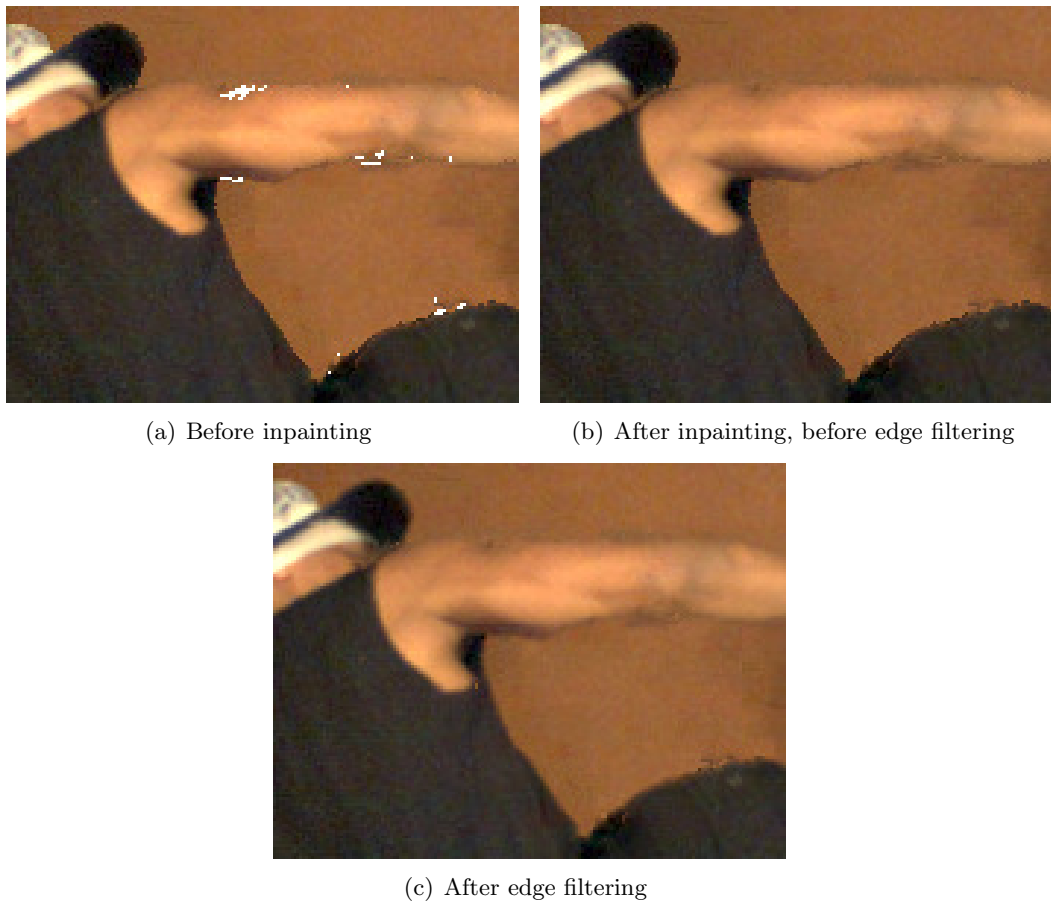 (a) Before inpainting
(b) After inpainting, before edge filtering
(c) After edge filtering